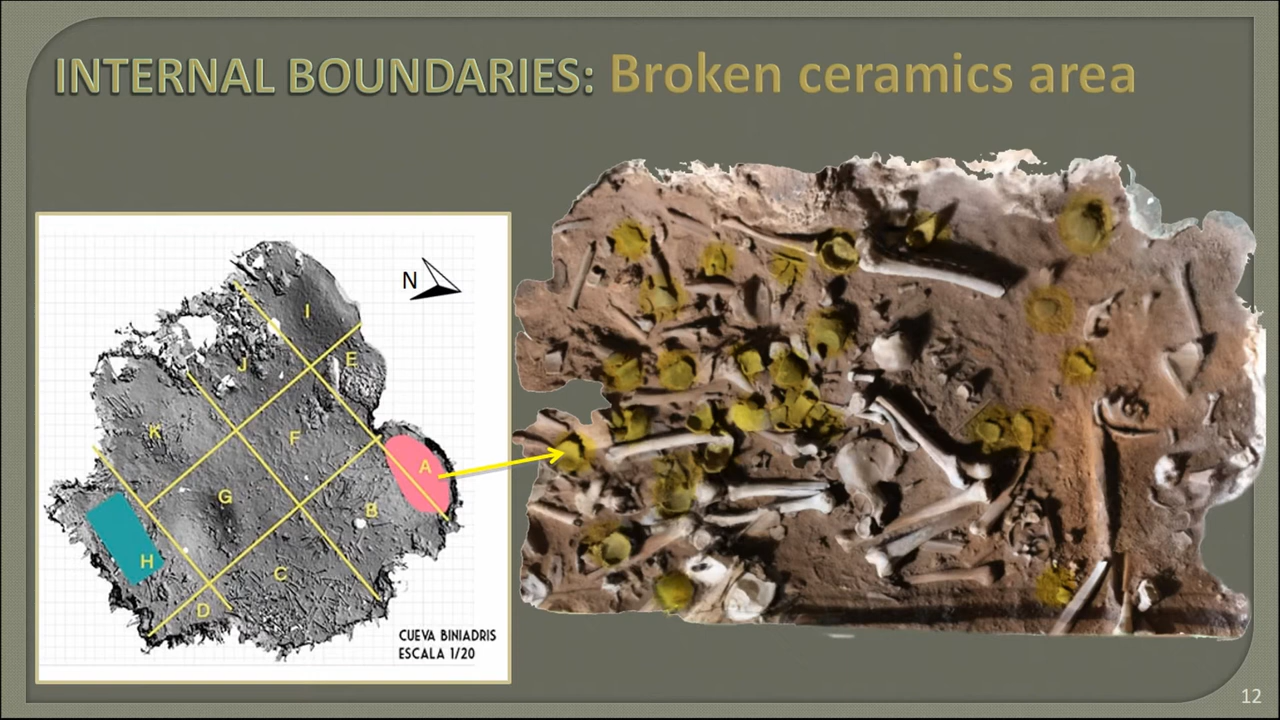 INTERNAL BOUNDARIES: Broken ceramics area
N
I
E
J
K
F
A
G
B
H
C
D
CUEVA BINIADRIS
ESCALA 1/20
12